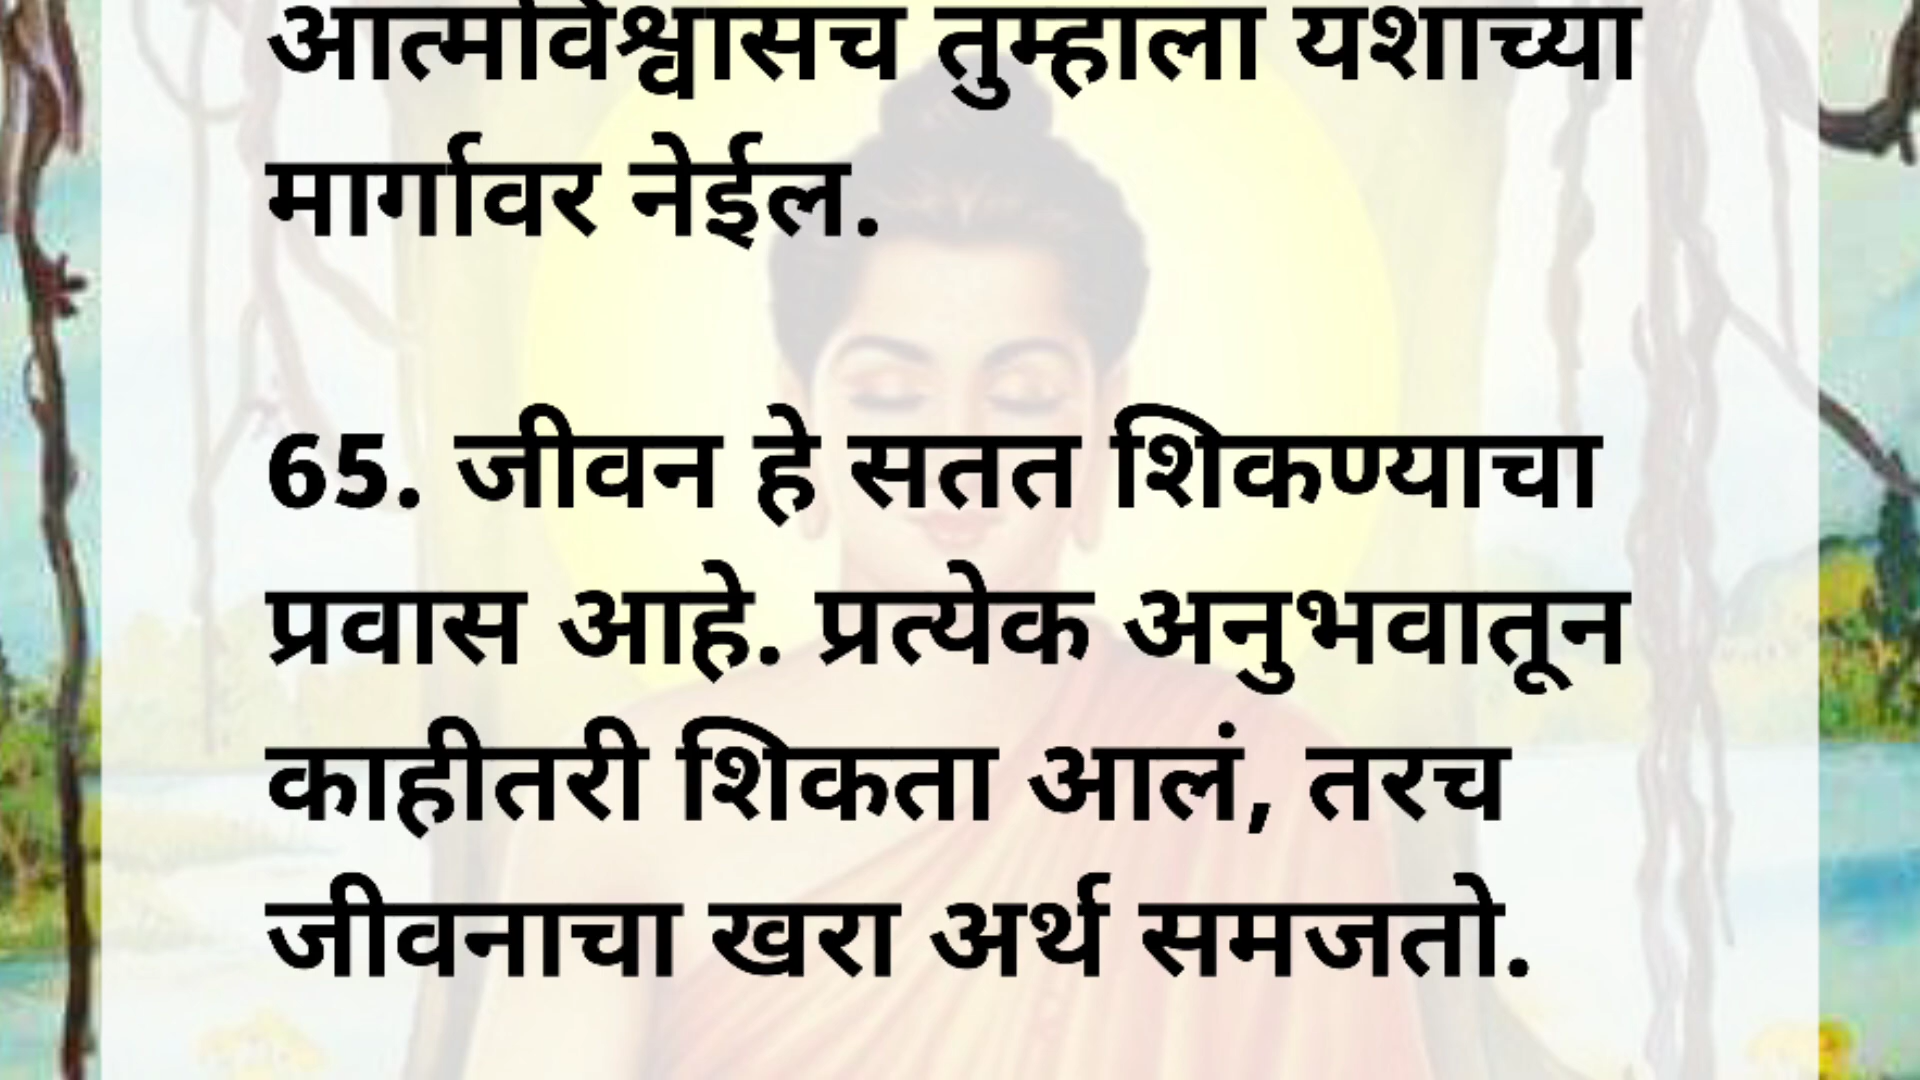 आत्मविश्वासच तुम्हाला यशाच्या
मार्गावर नेईल.
65. जीवन हे सतत शिकण्याचा
प्रवास आहे. प्रत्येक अनुभवातून
काहीतरी शिकता आलं, तरच
जीवनाचा खरा अर्थ समजतो.